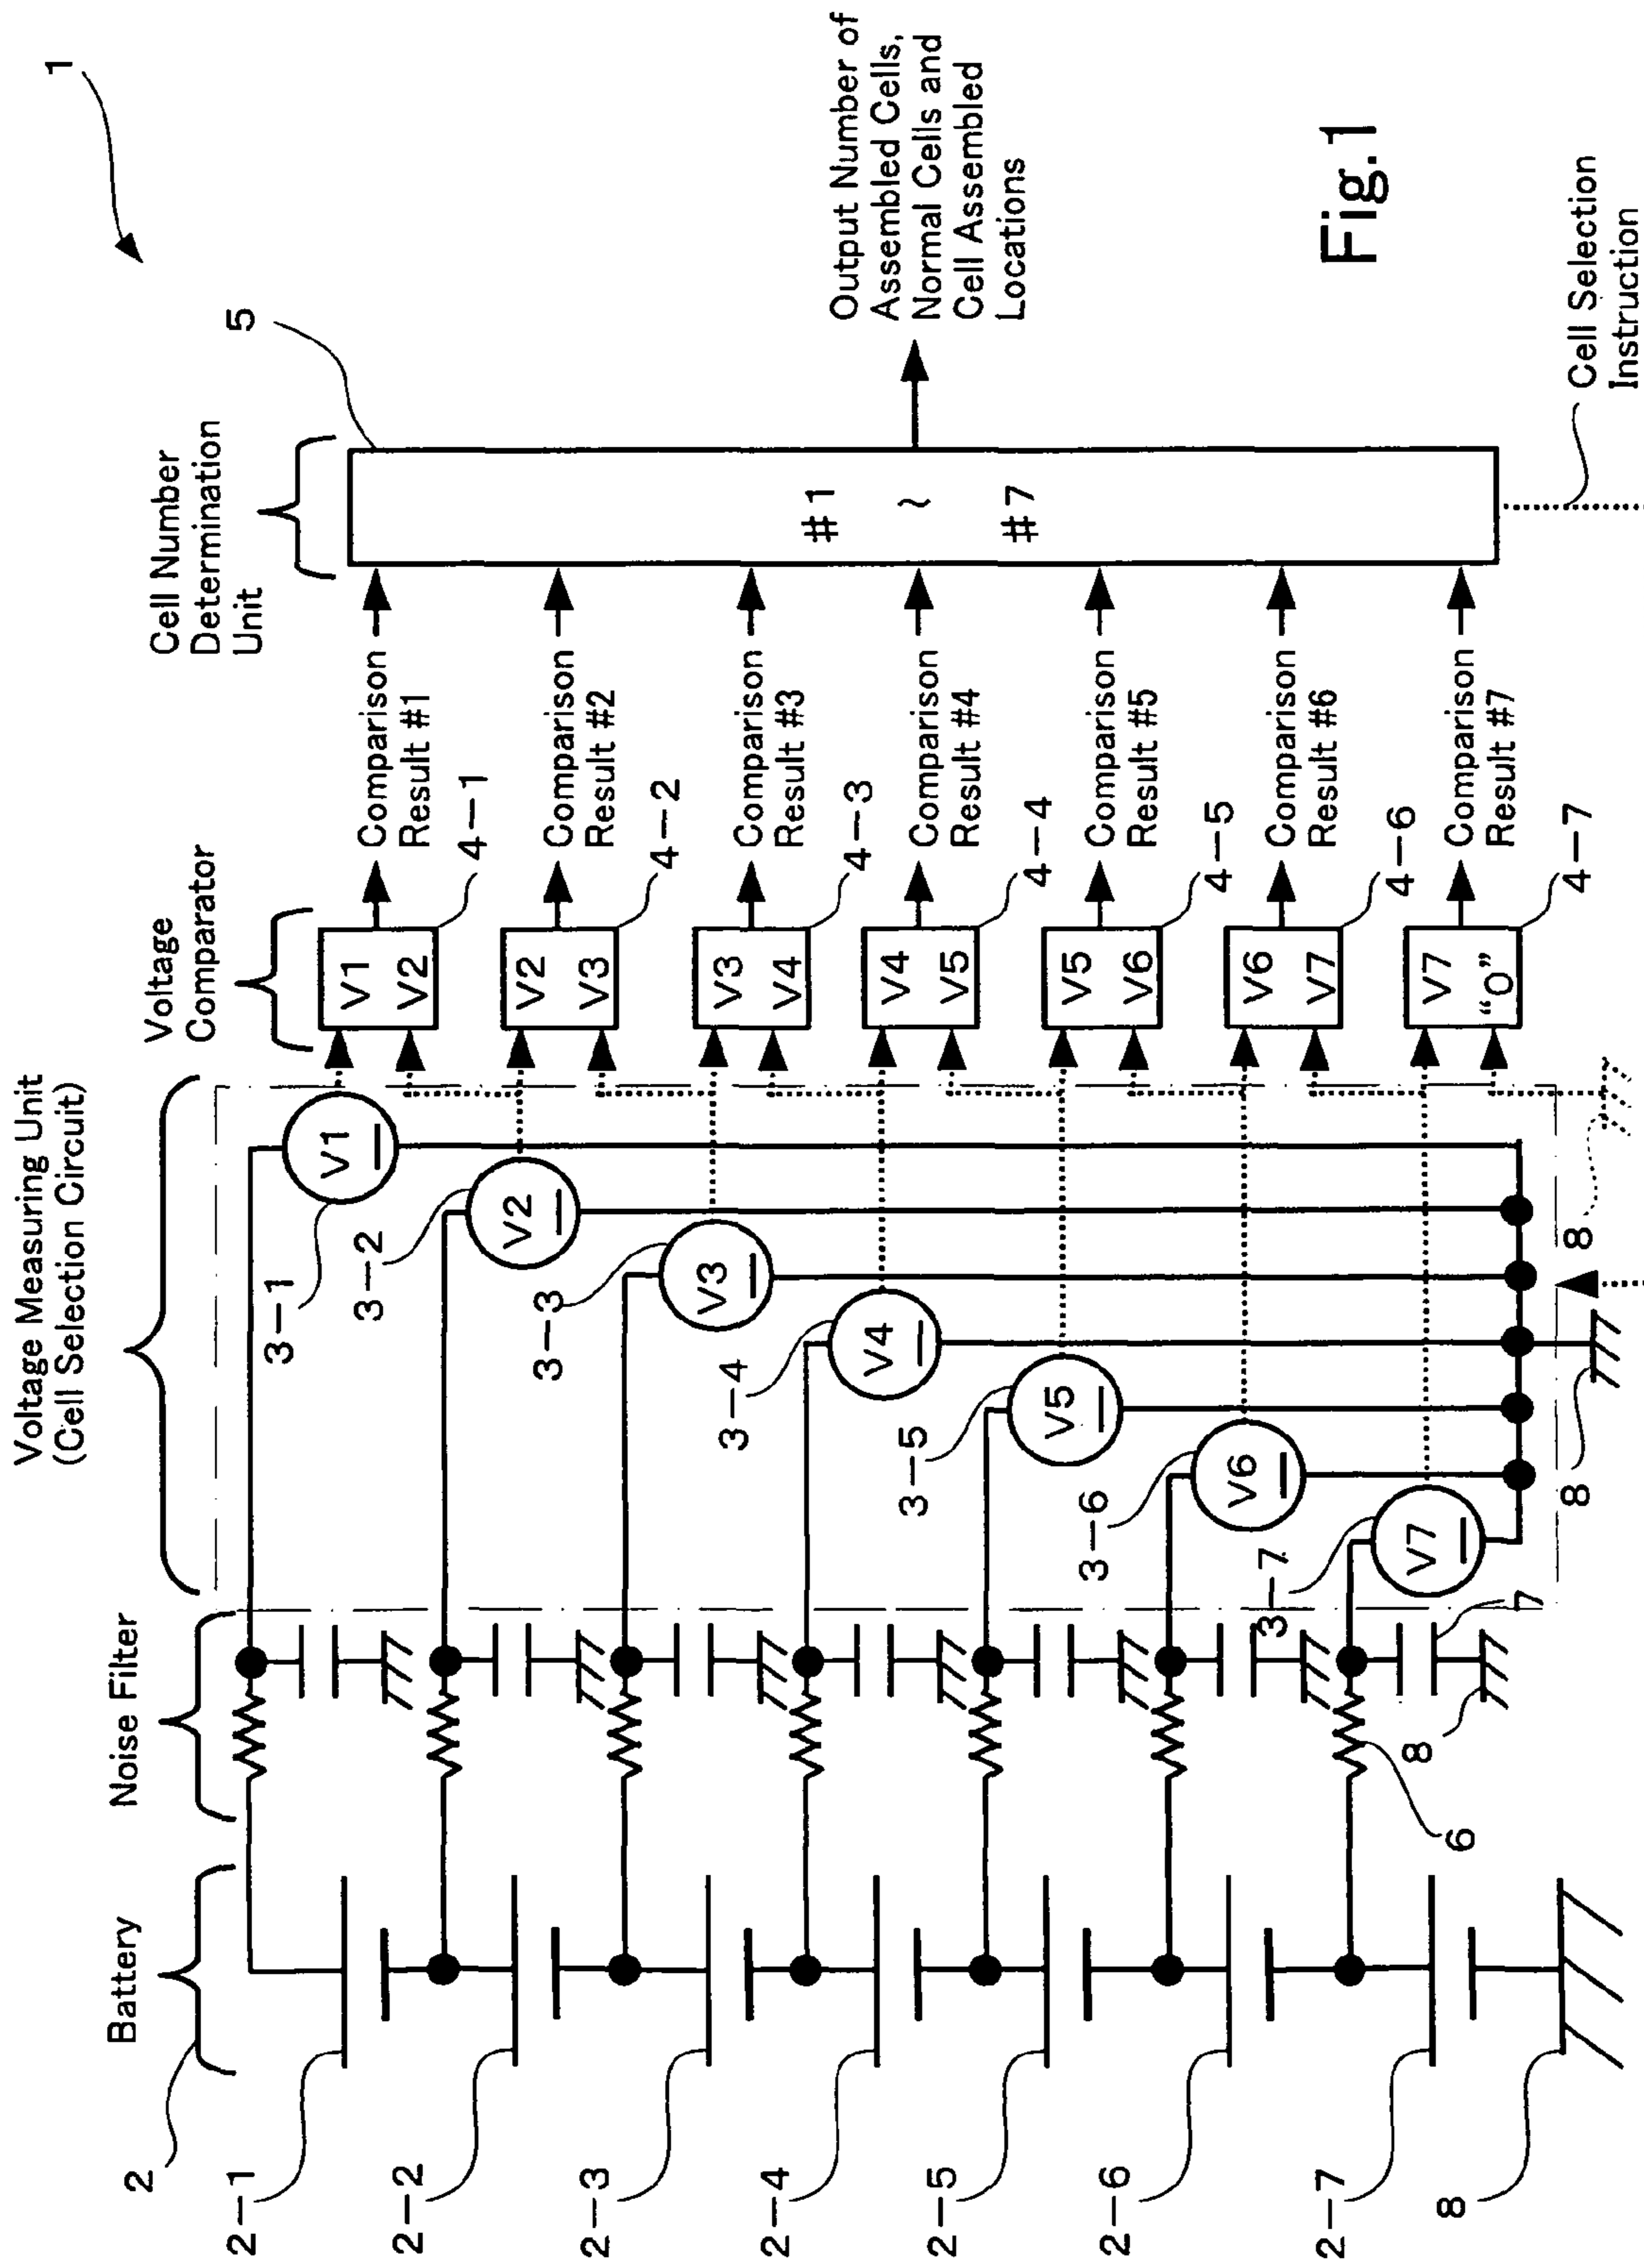 1
Battery
Noise Filter
Voltage Measuring Unit
(Cell Selection Circuit)
Voltage
Comparator
Cell Number
Determination
Unit
2
5
2-1
2-2
2-3
2-4
2-5
2-6
2-7
8
6
7
8
3-1
3-2
3-3
3-4
3-5
3-6
3-7
V1
V2
V3
V4
V5
V6
V7
8
8
V1
V2
V2
V3
V3
V4
V4
V5
V5
V6
V6
V7
V7
“0”
4-1
4-2
4-3
4-4
4-5
4-6
4-7
Comparison
Result #1
Comparison
Result #2
Comparison
Result #3
Comparison
Result #4
Comparison
Result #5
Comparison
Result #6
Comparison
Result #7
#1
~
#7
Output Number of
Assembled Cells,
Normal Cells and
Cell Assembled
Locations
Cell Selection
Instruction
Fig.1